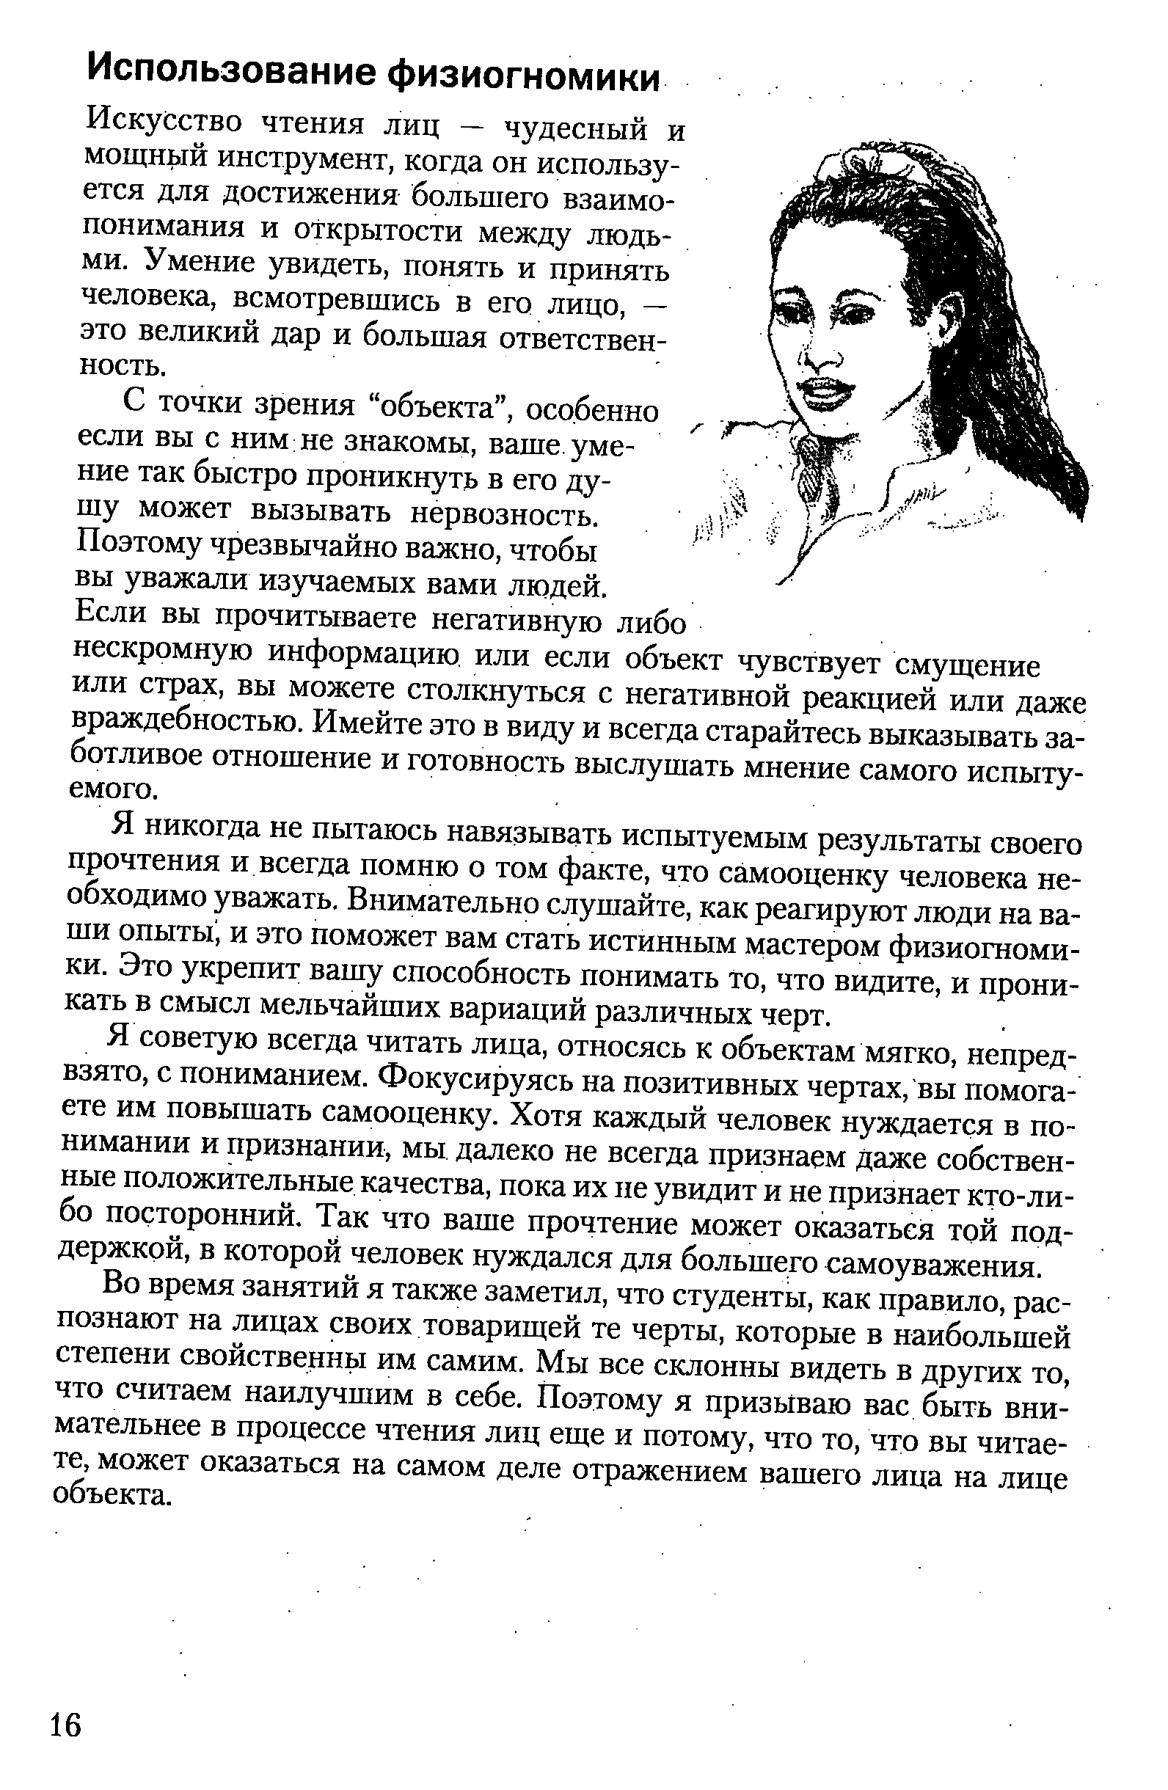 Использование физиогномики
Искусство чтения лиц — чудесный и
мощный инструмент, когда он использу-
ется для достижения большего взаимо-
понимания и открытости между людь-
ми. Умение увидеть, понять и принять
человека, всмотревшись в его лицо, —
это великий дар и большая ответствен-
ность.
С точки зрения “объекта”, особенно
если вы с ним не знакомы, ваше уме-
ние так быстро проникнуть в его ду-
шу может вызывать нервозность.
Поэтому чрезвычайно важно, чтобы
вы уважали изучаемых вами людей.
Если вы прочитываете негативную либо
нескромную информацию или если объект чувствует смущение
или страх, вы можете столкнуться с негативной реакцией или даже
враждебностью. Имейте это в виду и всегда старайтесь выказывать за-
ботливое отношение и готовность выслушать мнение самого испыту-
емого.
Я никогда не пытаюсь навязывать испытуемым результаты своего
прочтения и всегда помню о том факте, что самооценку человека не-
обходимо уважать. Внимательно слушайте, как реагируют люди на ва-
ши опыты, и это поможет вам стать истинным мастером физиогноми-
ки. Это укрепит вашу способность понимать то, что видите, и прони-
кать в смысл мельчайших вариаций различных черт.
Я советую всегда читать лица, относясь к объектам мягко, непред-
взято, с пониманием. Фокусируясь на позитивных чертах, вы помога-
ете им повышать самооценку. Хотя каждый человек нуждается в по-
нимании и признании, мы далеко не всегда признаем даже собствен-
ные положительные качества, пока их не увидит и не признает кто-ли-
бо посторонний. Так что ваше прочтение может оказаться той под-
держкой, в которой человек нуждался для большего самоуважения.
Во время занятий я также заметил, что студенты, как правило, рас-
познают на лицах своих товарищей те черты, которые в наибольшей
степени свойственны им самим. Мы все склонны видеть в других то,
что считаем наилучшим в себе. Поэтому я призываю вас быть вни-
мательнее в процессе чтения лиц еще и потому, что то, что вы читае-
те, может оказаться на самом деле отражением вашего лица на лице
объекта.
16